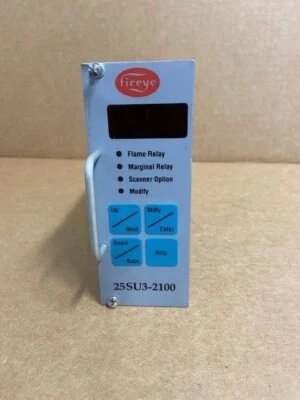 fireye
Flame Relay
Marginal Relay
Scanner Option
Modify
Up
Next
Mdfy
Enter
Down
Back
Help
25SU3-2100